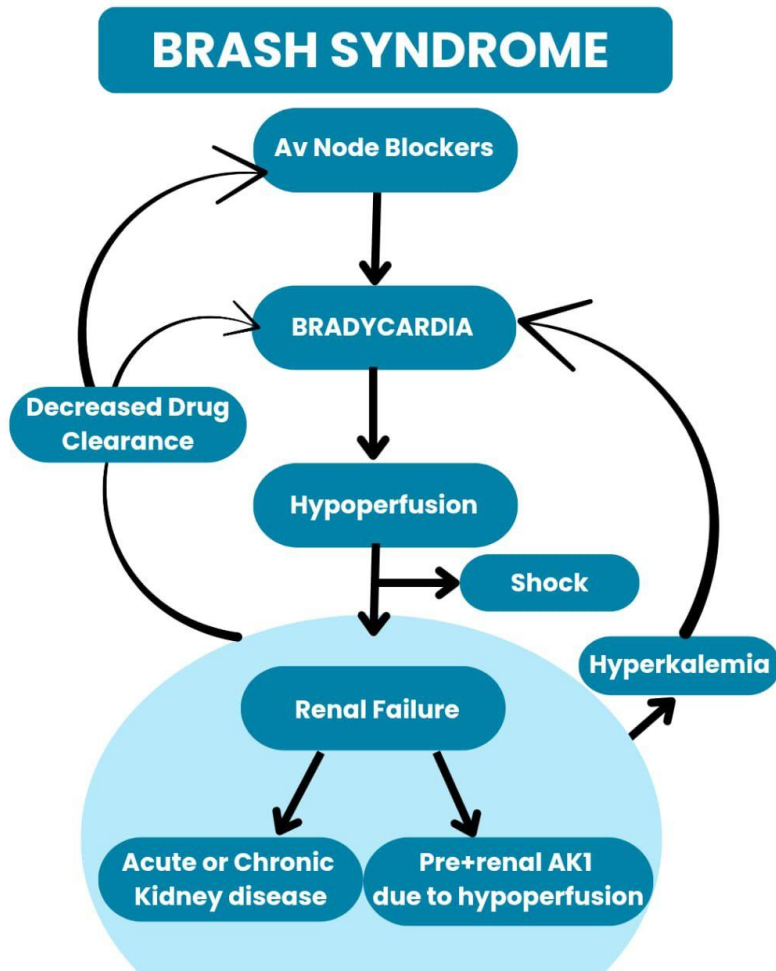 BRASH SYNDROME
Av Node Blockers
BRADYCARDIA
Decreased Drug
Clearance
Hypoperfusion
Shock
Hyperkalemia
Renal Failure
Acute or Chronic
Kidney disease
Pre+renal AK1
due to hypoperfusion